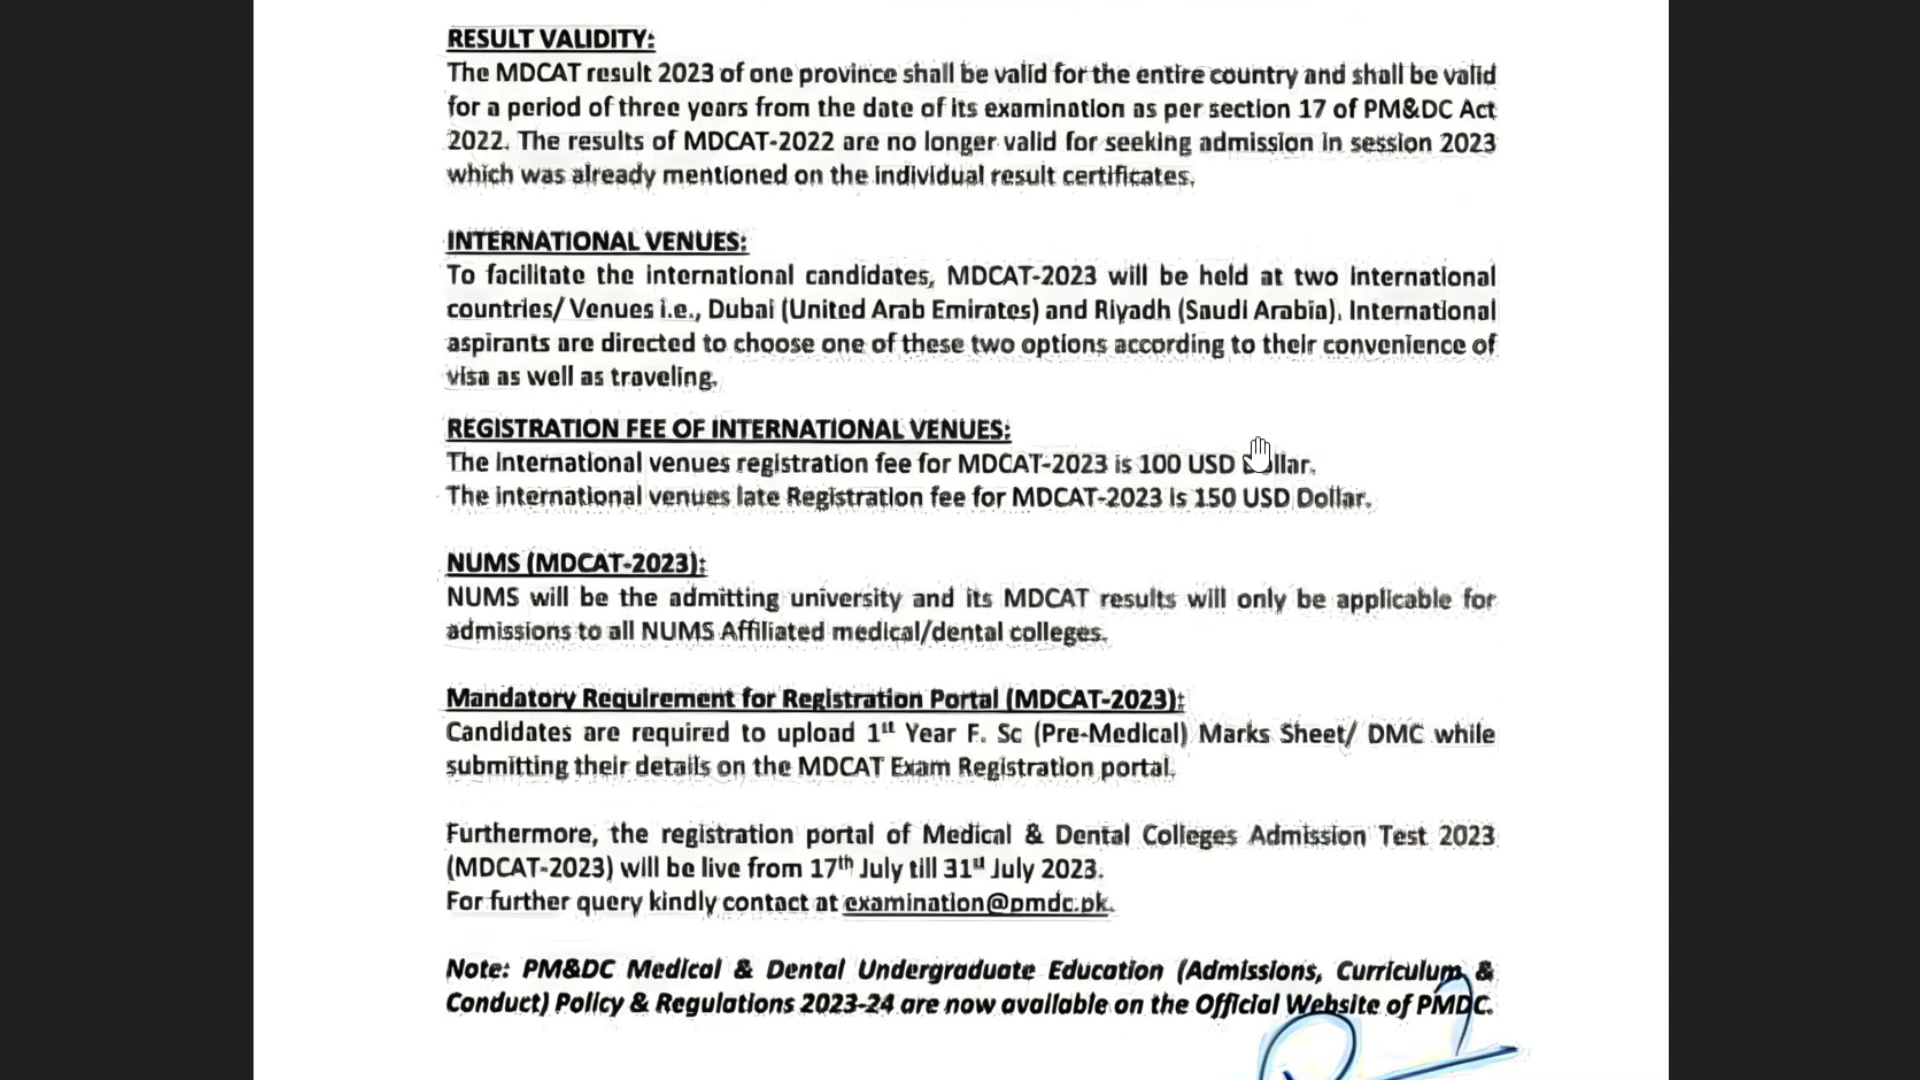 RESULT VALIDITY:
The MDCAT result 2023 of one province shall be valid for the entire country and shall be valid
for a period of three years from the date of its examination as per section 17 of PM&DC Act
2022. The results of MDCAT-2022 are no longer valid for seeking admission in session 2023
which was already mentioned on the individual result certificates.
INTERNATIONAL VENUES:
To facilitate the international candidates, MDCAT-2023 will be held at two international
countries/ Venues i.e., Dubai (United Arab Emirates) and Riyadh (Saudi Arabia). International
aspirants are directed to choose one of these two options according to their convenience of
visa as well as traveling.
REGISTRATION FEE OF INTERNATIONAL VENUES:
The international venues registration fee for MDCAT-2023 is 100 USD Dollar.
The international venues late Registration fee for MDCAT-2023 is 150 USD Dollar.
NUMS (MDCAT-2023):
NUMS will be the admitting university and its MDCAT results will only be applicable for
admissions to all NUMS Affiliated medical/dental colleges.
Mandatory Requirement for Registration Portal (MDCAT-2023):
Candidates are required to upload 1st Year F. Sc (Pre-Medical) Marks Sheet/ DMC while
submitting their details on the MDCAT Exam Registration portal.
Furthermore, the registration portal of Medical & Dental Colleges Admission Test 2023
(MDCAT-2023) will be live from 17th July till 31st July 2023.
For further query kindly contact at examination@pmdc.pk.
Note: PM&DC Medical & Dental Undergraduate Education (Admissions, Curriculum & 
Conduct) Policy & Regulations 2023-24 are now available on the Official Website of PMDC.